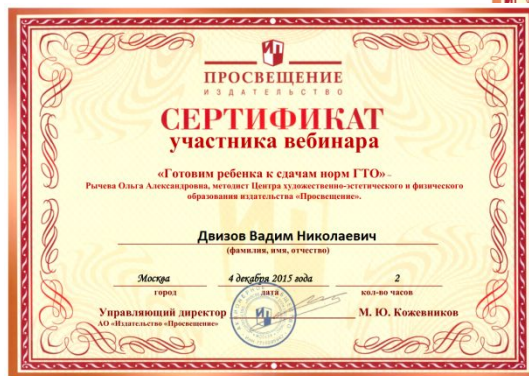 ПРОСВЕЩЕНИЕ
ИЗДАТЕЛЬСТВО
СЕРТИФИКАТ
участника вебинара
«Готовим ребенка к сдачам норм ГТО» –
Рычева Ольга Александровна, методист Центра художественно-эстетического и физического
образования издательства «Просвещение».
Двизов Вадим Николаевич
(фамилия, имя, отчество)
Москва 4 декабря 2015 года 2
город дата кол-во часов
Управляющий директор М. Ю. Кожевников
АО «Издательство «Просвещение»